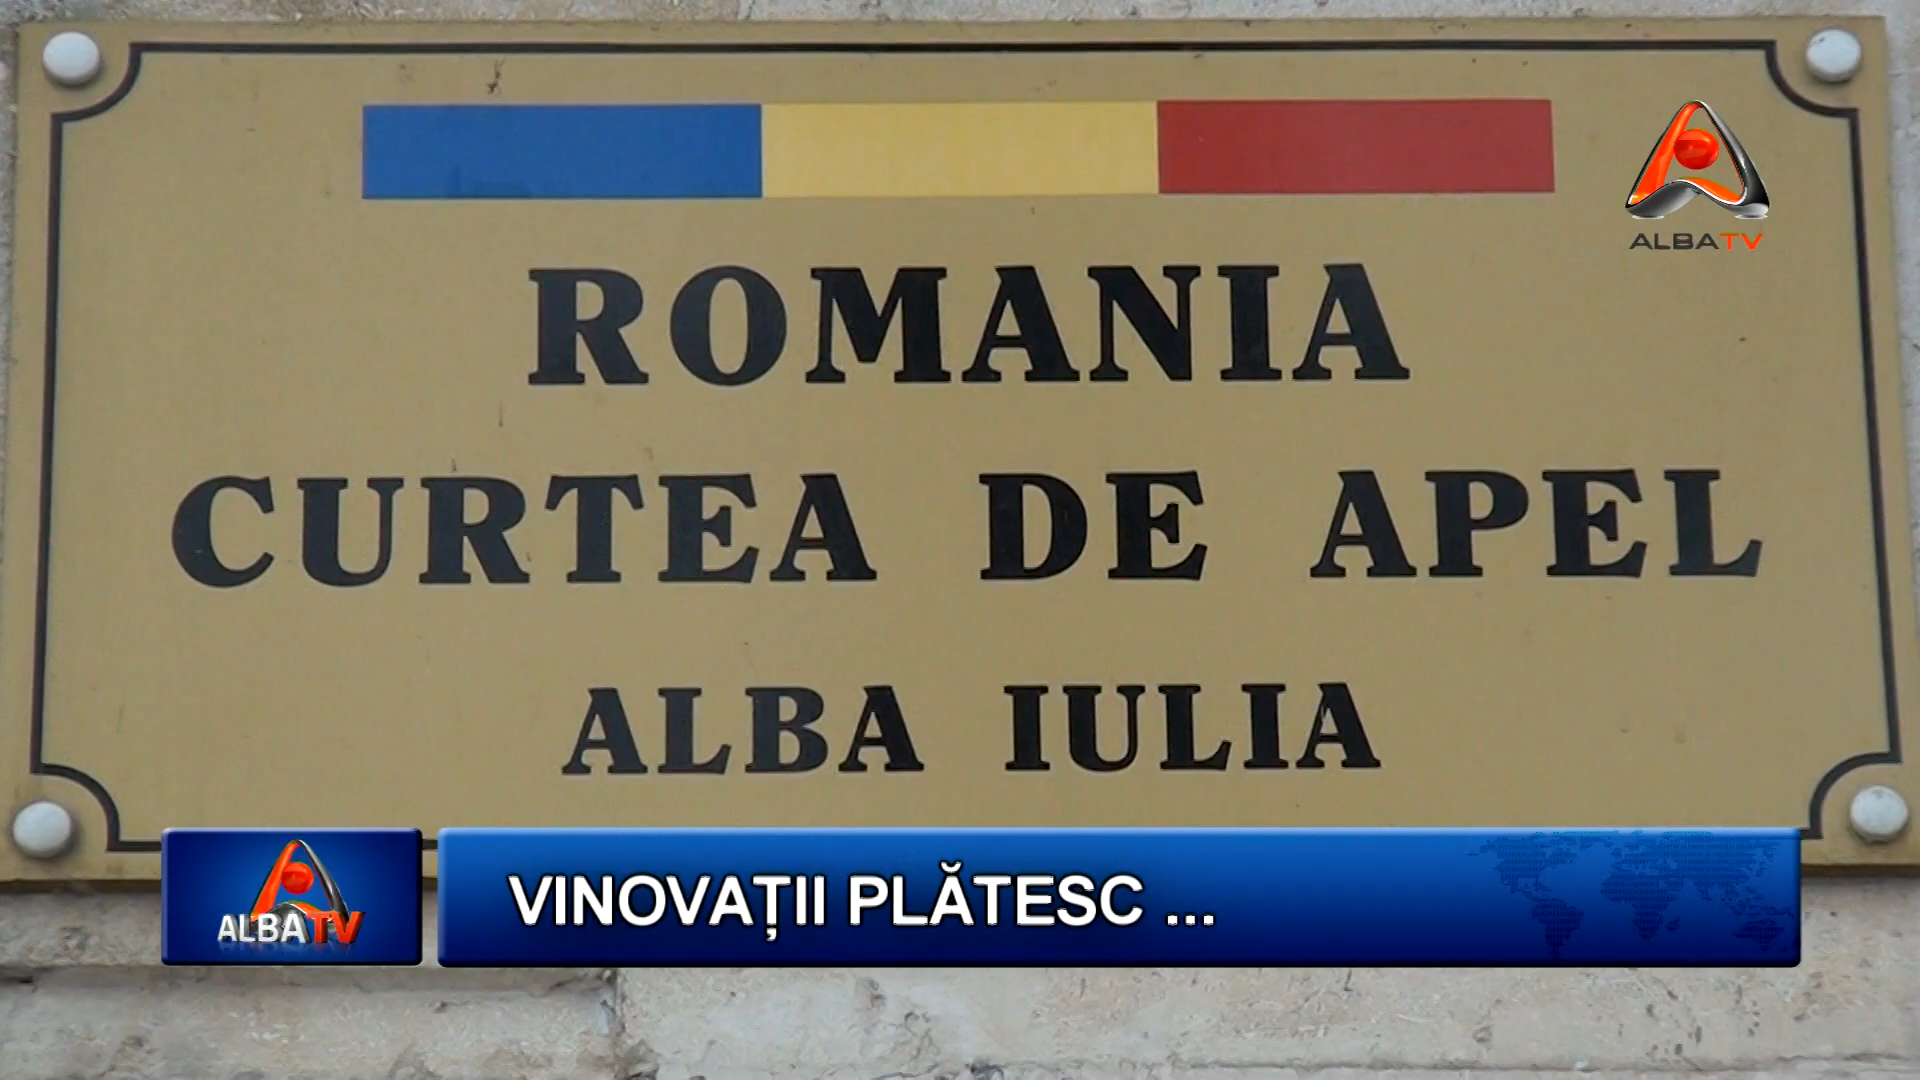 ALBATV
ROMANIA
CURTEA DE APEL
ALBA IULIA
ALBATV
VINOVAȚII PLĂTESC ...